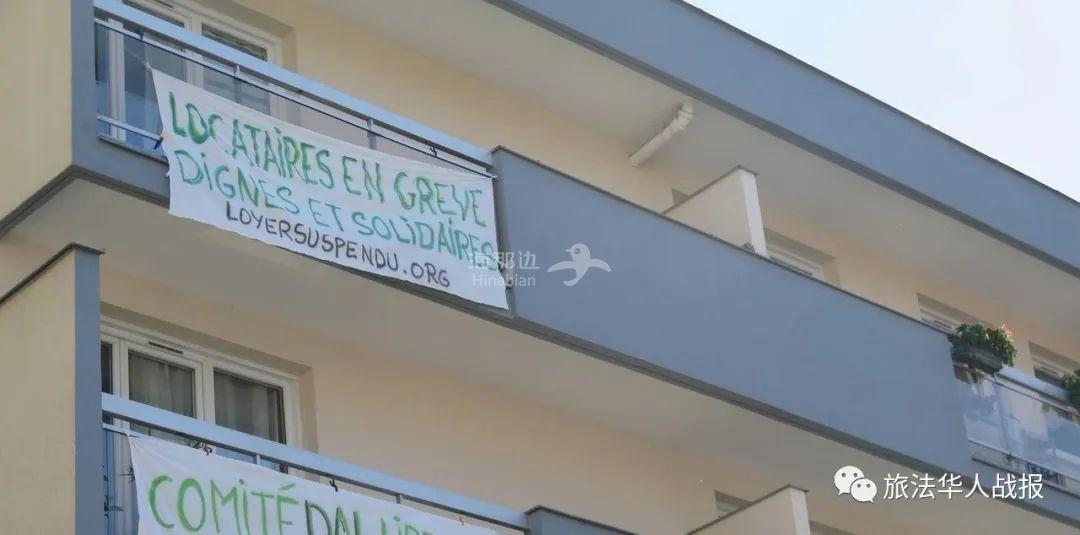 LOCATAIRES EN GREVE
DIGNES ET SOLIDAIRES
LOYERSUSPENDU.ORG
海那边
Hinabian
COMITÉ DAL
旅法华人战报